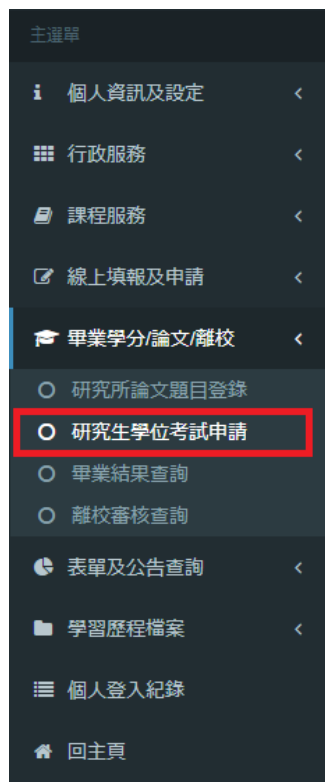 主選單
個人資訊及設定
行政服務
課程服務
線上填報及申請
畢業學分/論文/離校
研究所論文題目登錄
研究生學位考試申請
畢業結果查詢
離校審核查詢
表單及公告查詢
學習歷程檔案
個人登入紀錄
回主頁